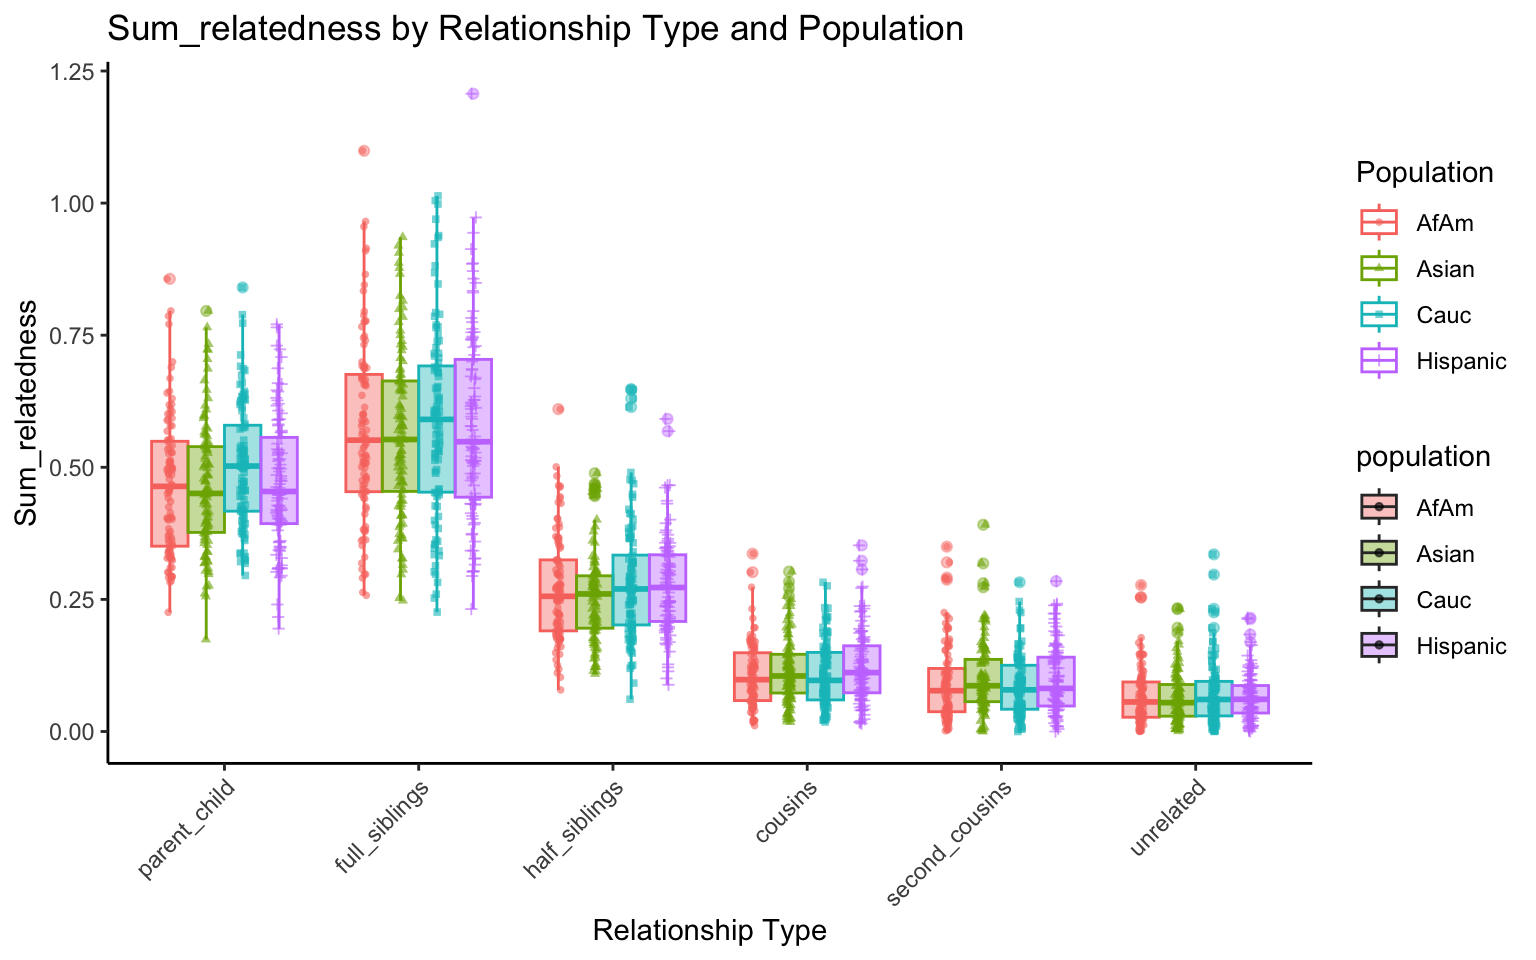 Sum_relatedness by Relationship Type and Population
Sum_relatedness
1.25
1.00
0.75
0.50
0.25
0.00
parent_child
full_siblings
half_siblings
cousins
second_cousins
unrelated
Relationship Type
Population
AfAm
Asian
Cauc
Hispanic
population
AfAm
Asian
Cauc
Hispanic